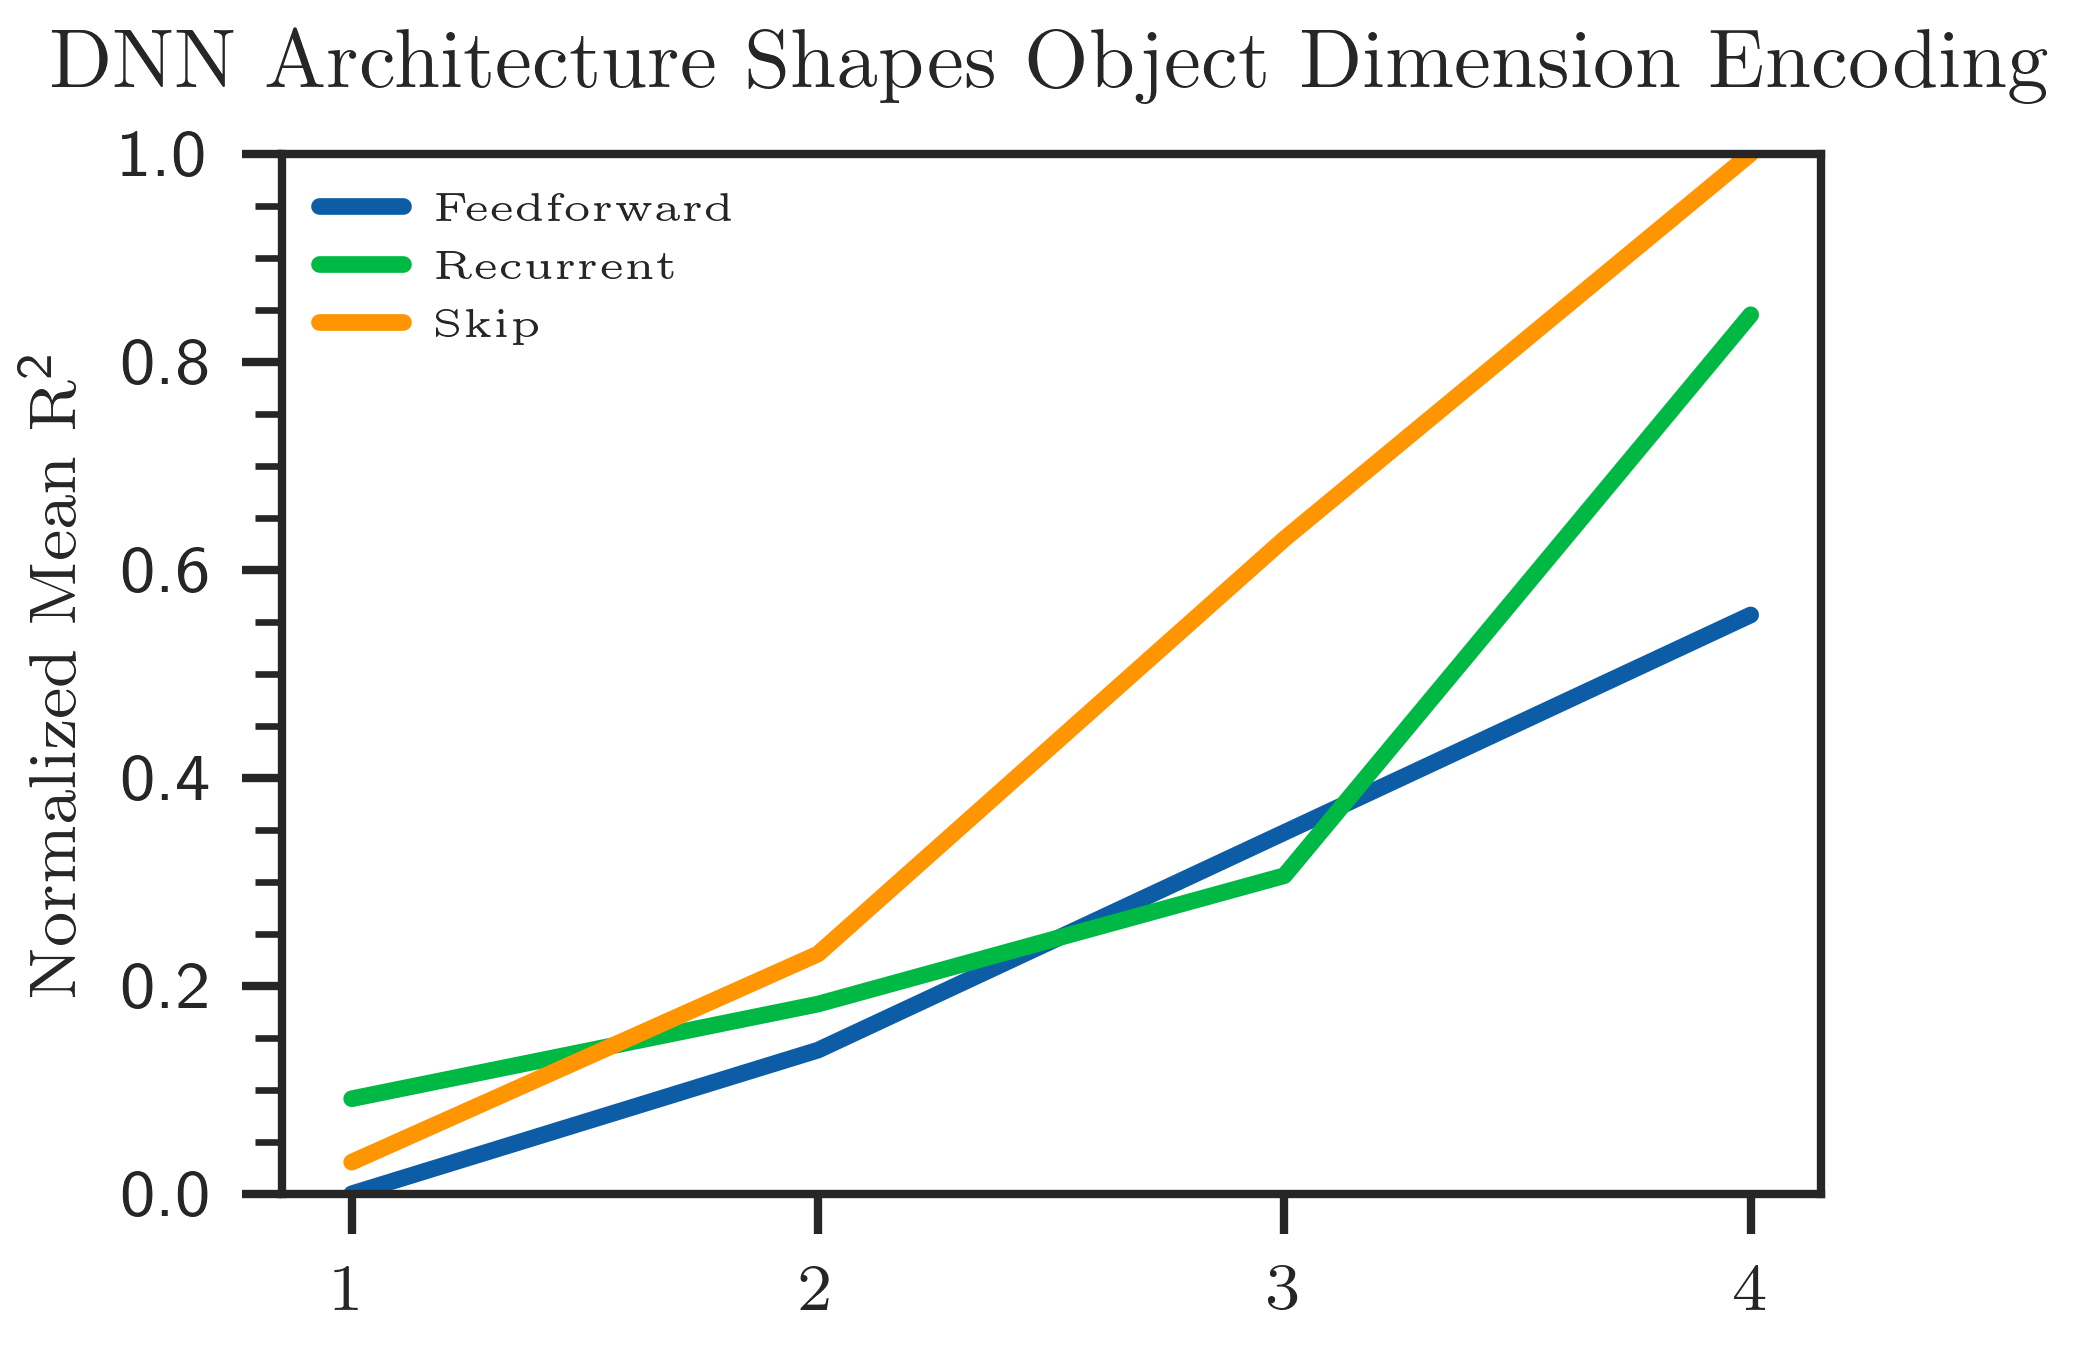 DNN Architecture Shapes Object Dimension Encoding
Normalized Mean R²
1.0
0.8
0.6
0.4
0.2
0.0
Feedforward
Recurrent
Skip
1 2 3 4